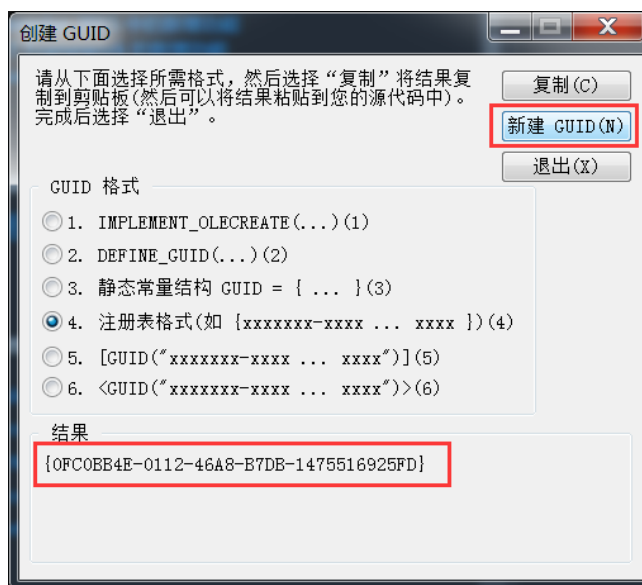 创建 GUID
请从下面选择所需格式，然后选择“复制”将结果复
制到剪贴板(然后可以将结果粘贴到您的源代码中)。
完成后选择“退出”。
复制(C)
新建 GUID(N)
退出(X)
GUID 格式
1. IMPLEMENT_OLECREATE(...)(1)
2. DEFINE_GUID(...)(2)
3. 静态常量结构 GUID = { ... }(3)
4. 注册表格式(如 {xxxxxxx-xxxx ... xxxx })(4)
5. [GUID("xxxxxxx-xxxx ... xxxx")](5)
6. <GUID("xxxxxxx-xxxx ... xxxx")>(6)
结果
{0FC0BB4E-0112-46A8-B7DB-1475516925FD}